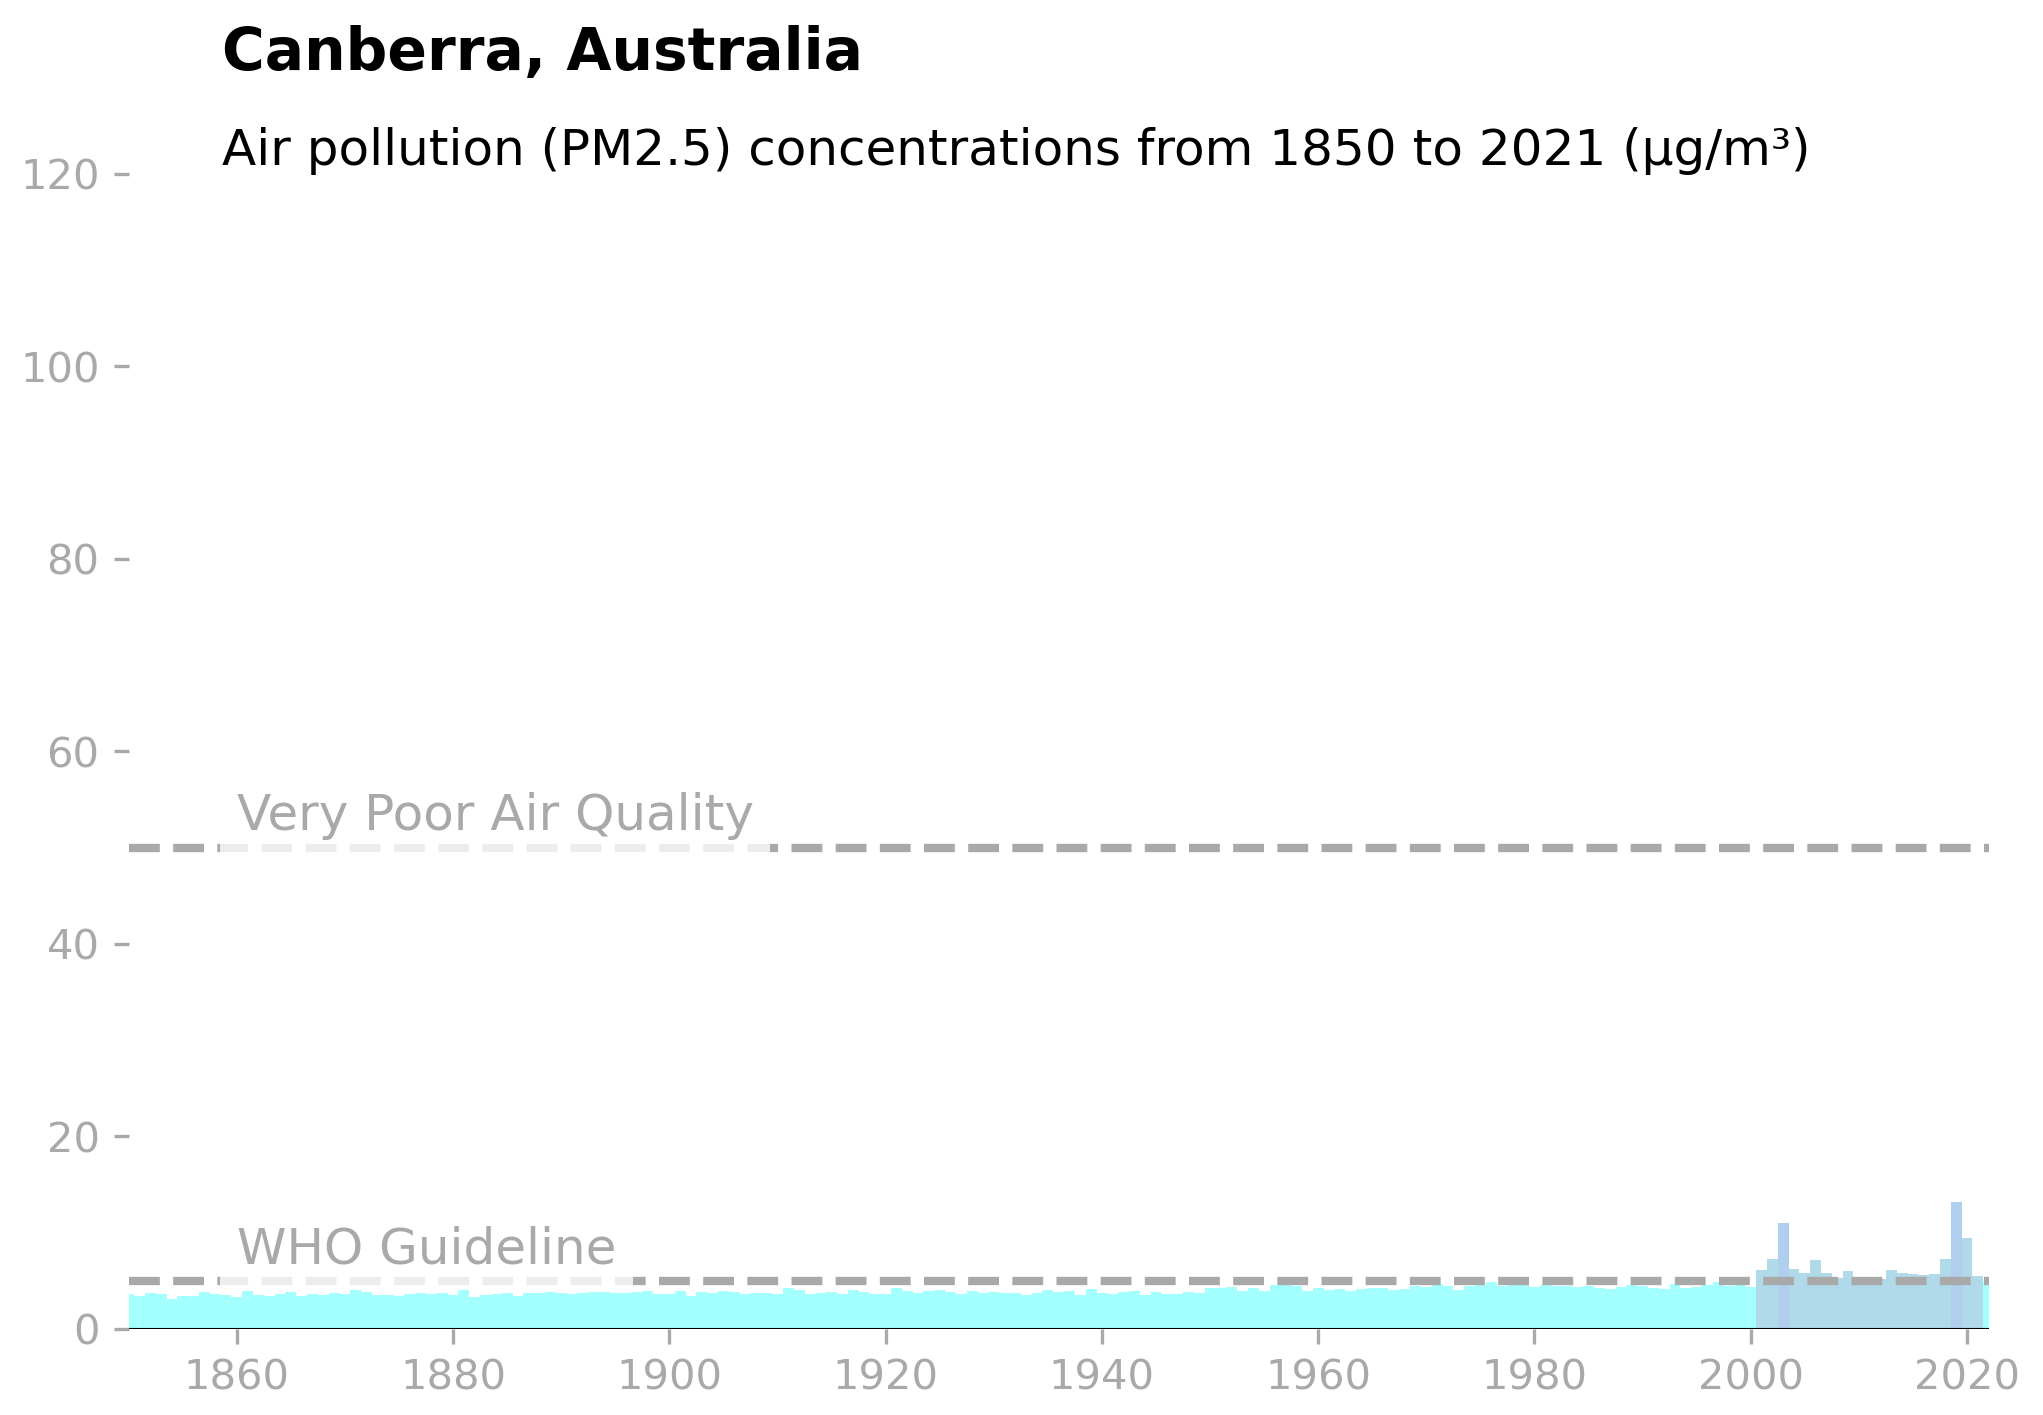 Canberra, Australia
Air pollution (PM2.5) concentrations from 1850 to 2021 (µg/m³)
120
100
80
60
Very Poor Air Quality
40
20
WHO Guideline
0
1860 1880 1900 1920 1940 1960 1980 2000 2020